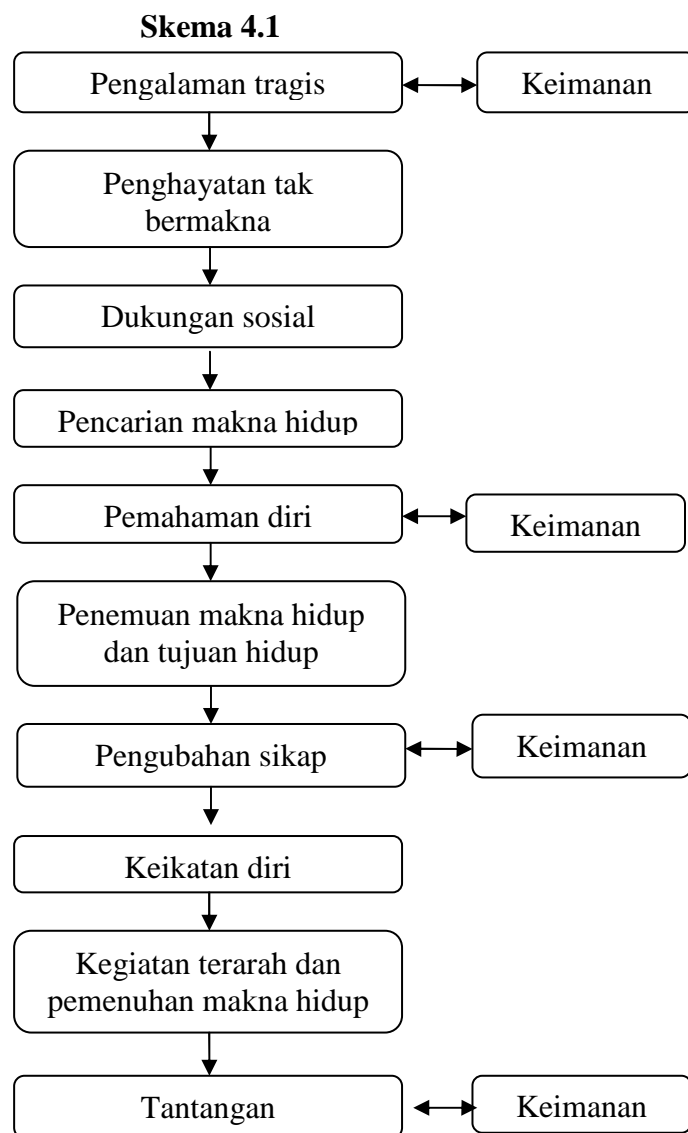 Skema 4.1
Pengalaman tragis
Keimanan
Penghayatan tak
bermakna
Dukungan sosial
Pencarian makna hidup
Pemahaman diri
Keimanan
Penemuan makna hidup
dan tujuan hidup
Pengubahan sikap
Keimanan
Keikatan diri
Kegiatan terarah dan
pemenuhan makna hidup
Tantangan
Keimanan